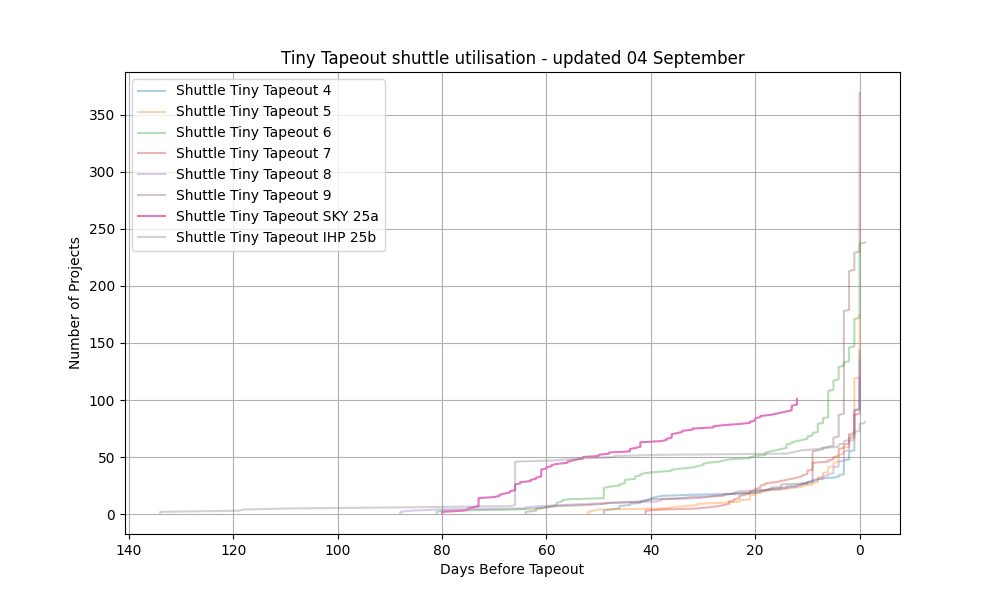 Tiny Tapeout shuttle utilisation - updated 04 September
Shuttle Tiny Tapeout 4
Shuttle Tiny Tapeout 5
Shuttle Tiny Tapeout 6
Shuttle Tiny Tapeout 7
Shuttle Tiny Tapeout 8
Shuttle Tiny Tapeout 9
Shuttle Tiny Tapeout SKY 25a
Shuttle Tiny Tapeout IHP 25b
Number of Projects
350
300
250
200
150
100
50
0
140 120 100 80 60 40 20 0
Days Before Tapeout